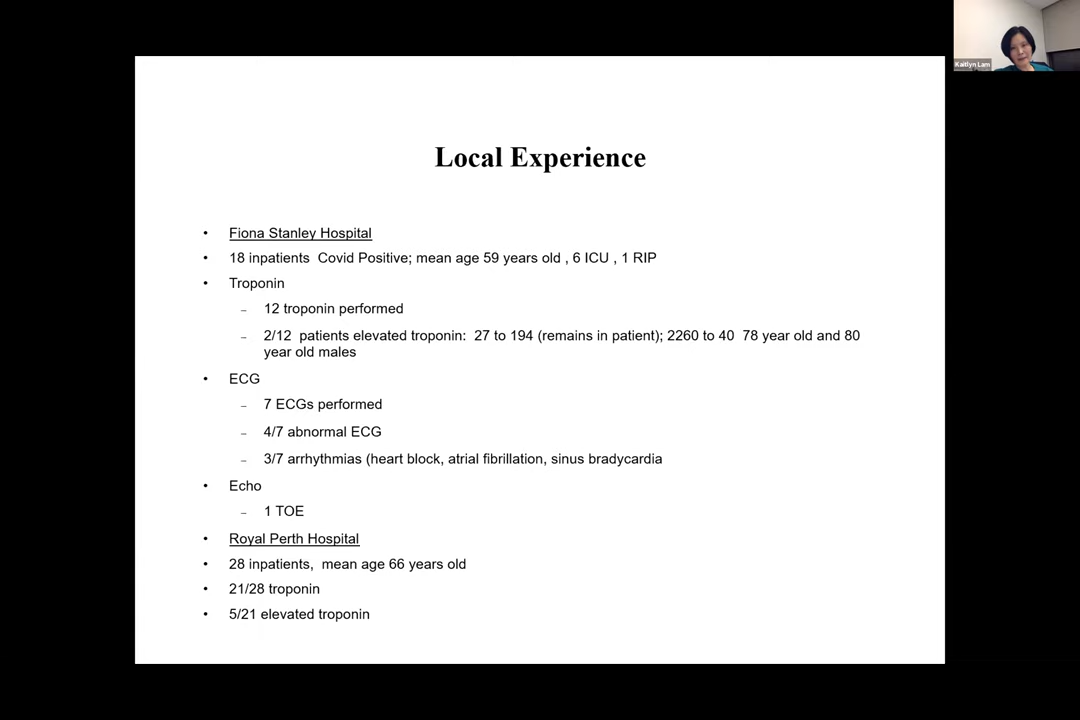 Kaitlyn Lam
Local Experience
• Fiona Stanley Hospital
• 18 inpatients  Covid Positive; mean age 59 years old , 6 ICU , 1 RIP
• Troponin
– 12 troponin performed
– 2/12  patients elevated troponin:  27 to 194 (remains in patient); 2260 to 40  78 year old and 80
year old males
• ECG
– 7 ECGs performed
– 4/7 abnormal ECG
– 3/7 arrhythmias (heart block, atrial fibrillation, sinus bradycardia
• Echo
– 1 TOE
• Royal Perth Hospital
• 28 inpatients,  mean age 66 years old
• 21/28 troponin
• 5/21 elevated troponin